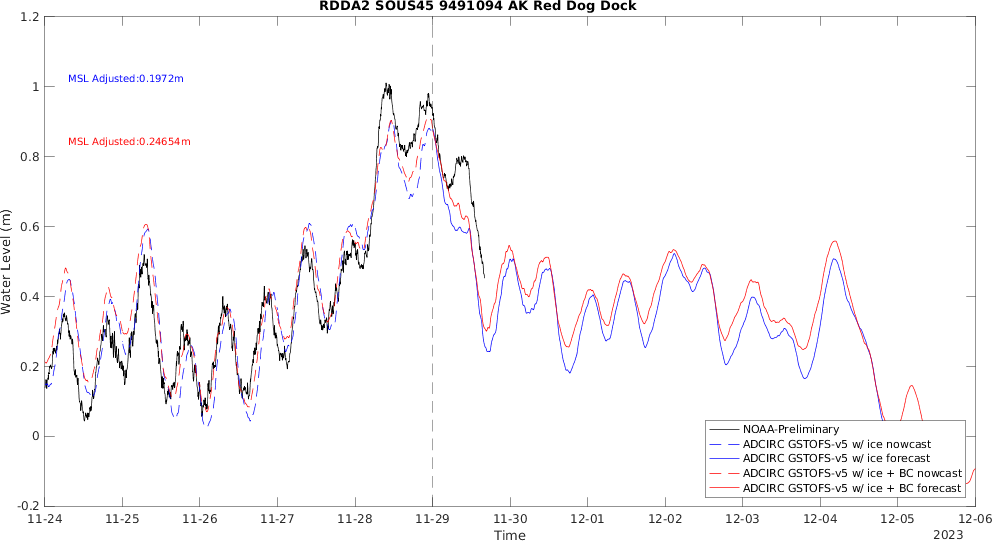 RDDA2 SOUS45 9491094 AK Red Dog Dock
1.2
1
0.8
0.6
0.4
0.2
0
-0.2
Water Level (m)
MSL Adjusted:0.1972m
MSL Adjusted:0.24654m
NOAA-Preliminary
ADCIRC GSTOFS-v5 w/ ice nowcast
ADCIRC GSTOFS-v5 w/ ice forecast
ADCIRC GSTOFS-v5 w/ ice + BC nowcast
ADCIRC GSTOFS-v5 w/ ice + BC forecast
11-24 11-25 11-26 11-27 11-28 11-29 11-30 12-01 12-02 12-03 12-04 12-05 12-06
Time
2023